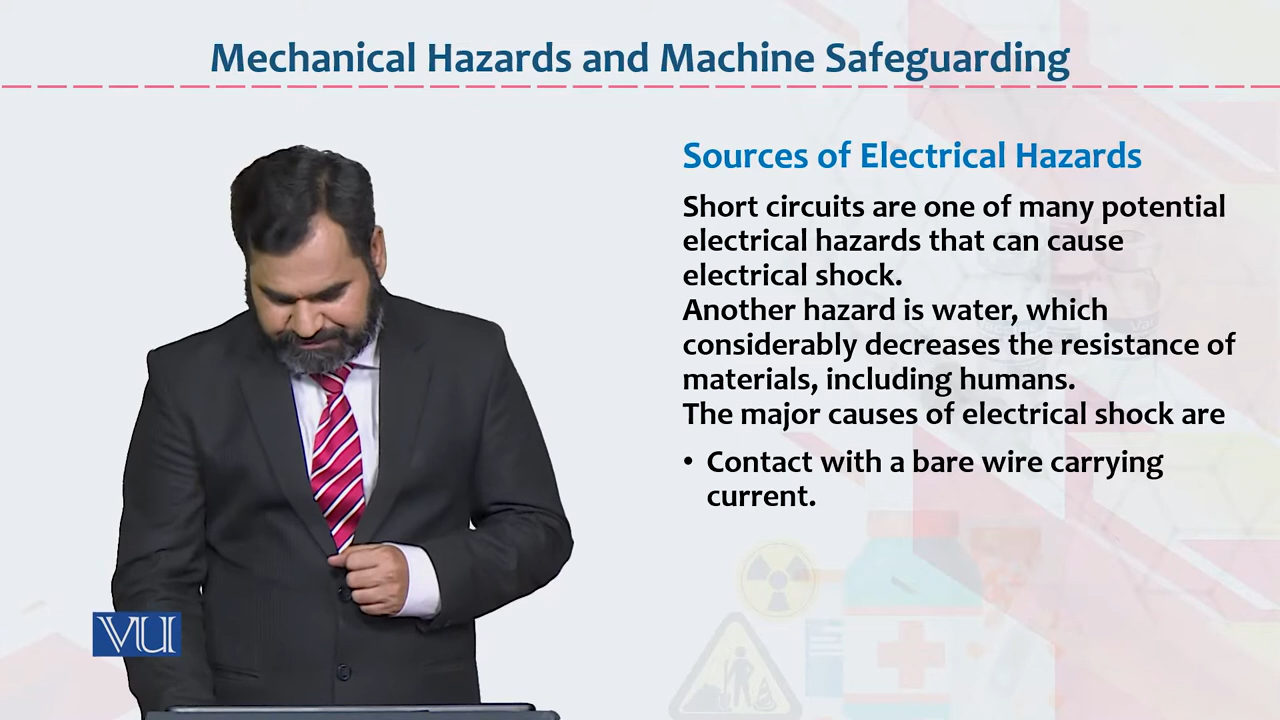 Mechanical Hazards and Machine Safeguarding
Sources of Electrical Hazards
Short circuits are one of many potential
electrical hazards that can cause
electrical shock.
Another hazard is water, which
considerably decreases the resistance of
materials, including humans.
The major causes of electrical shock are
• Contact with a bare wire carrying
current.
VU